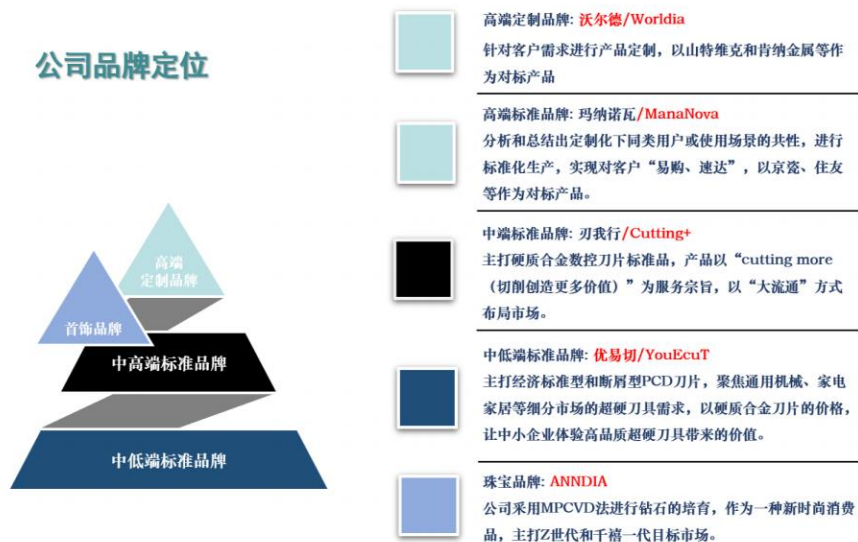 公司品牌定位
高端
定制品牌
首饰品牌
中高端标准品牌
中低端标准品牌
高端定制品牌: 沃尔德/Worldia
针对客户需求进行产品定制，以山特维克和肯纳金属等作
为对标产品
高端标准品牌: 玛纳诺瓦/ManaNova
分析和总结出定制化下同类用户或使用场景的共性，进行
标准化生产，实现对客户“易购、速达”，以京瓷、住友
等作为对标产品。
中端标准品牌: 刃我行/Cutting+
主打硬质合金数控刀片标准品，产品以“cutting more
（切削创造更多价值）”为服务宗旨，以“大流通”方式
布局市场。
中低端标准品牌: 优易切/YouEcuT
主打经济标准型和断屑型PCD刀片，聚焦通用机械、家电
家居等细分市场的超硬刀具需求，以硬质合金刀片的价格，
让中小企业体验高品质超硬刀具带来的价值。
珠宝品牌: ANNDIA
公司采用MPCVD法进行钻石的培育，作为一种新时尚消费
品，主打Z世代和千禧一代目标市场。